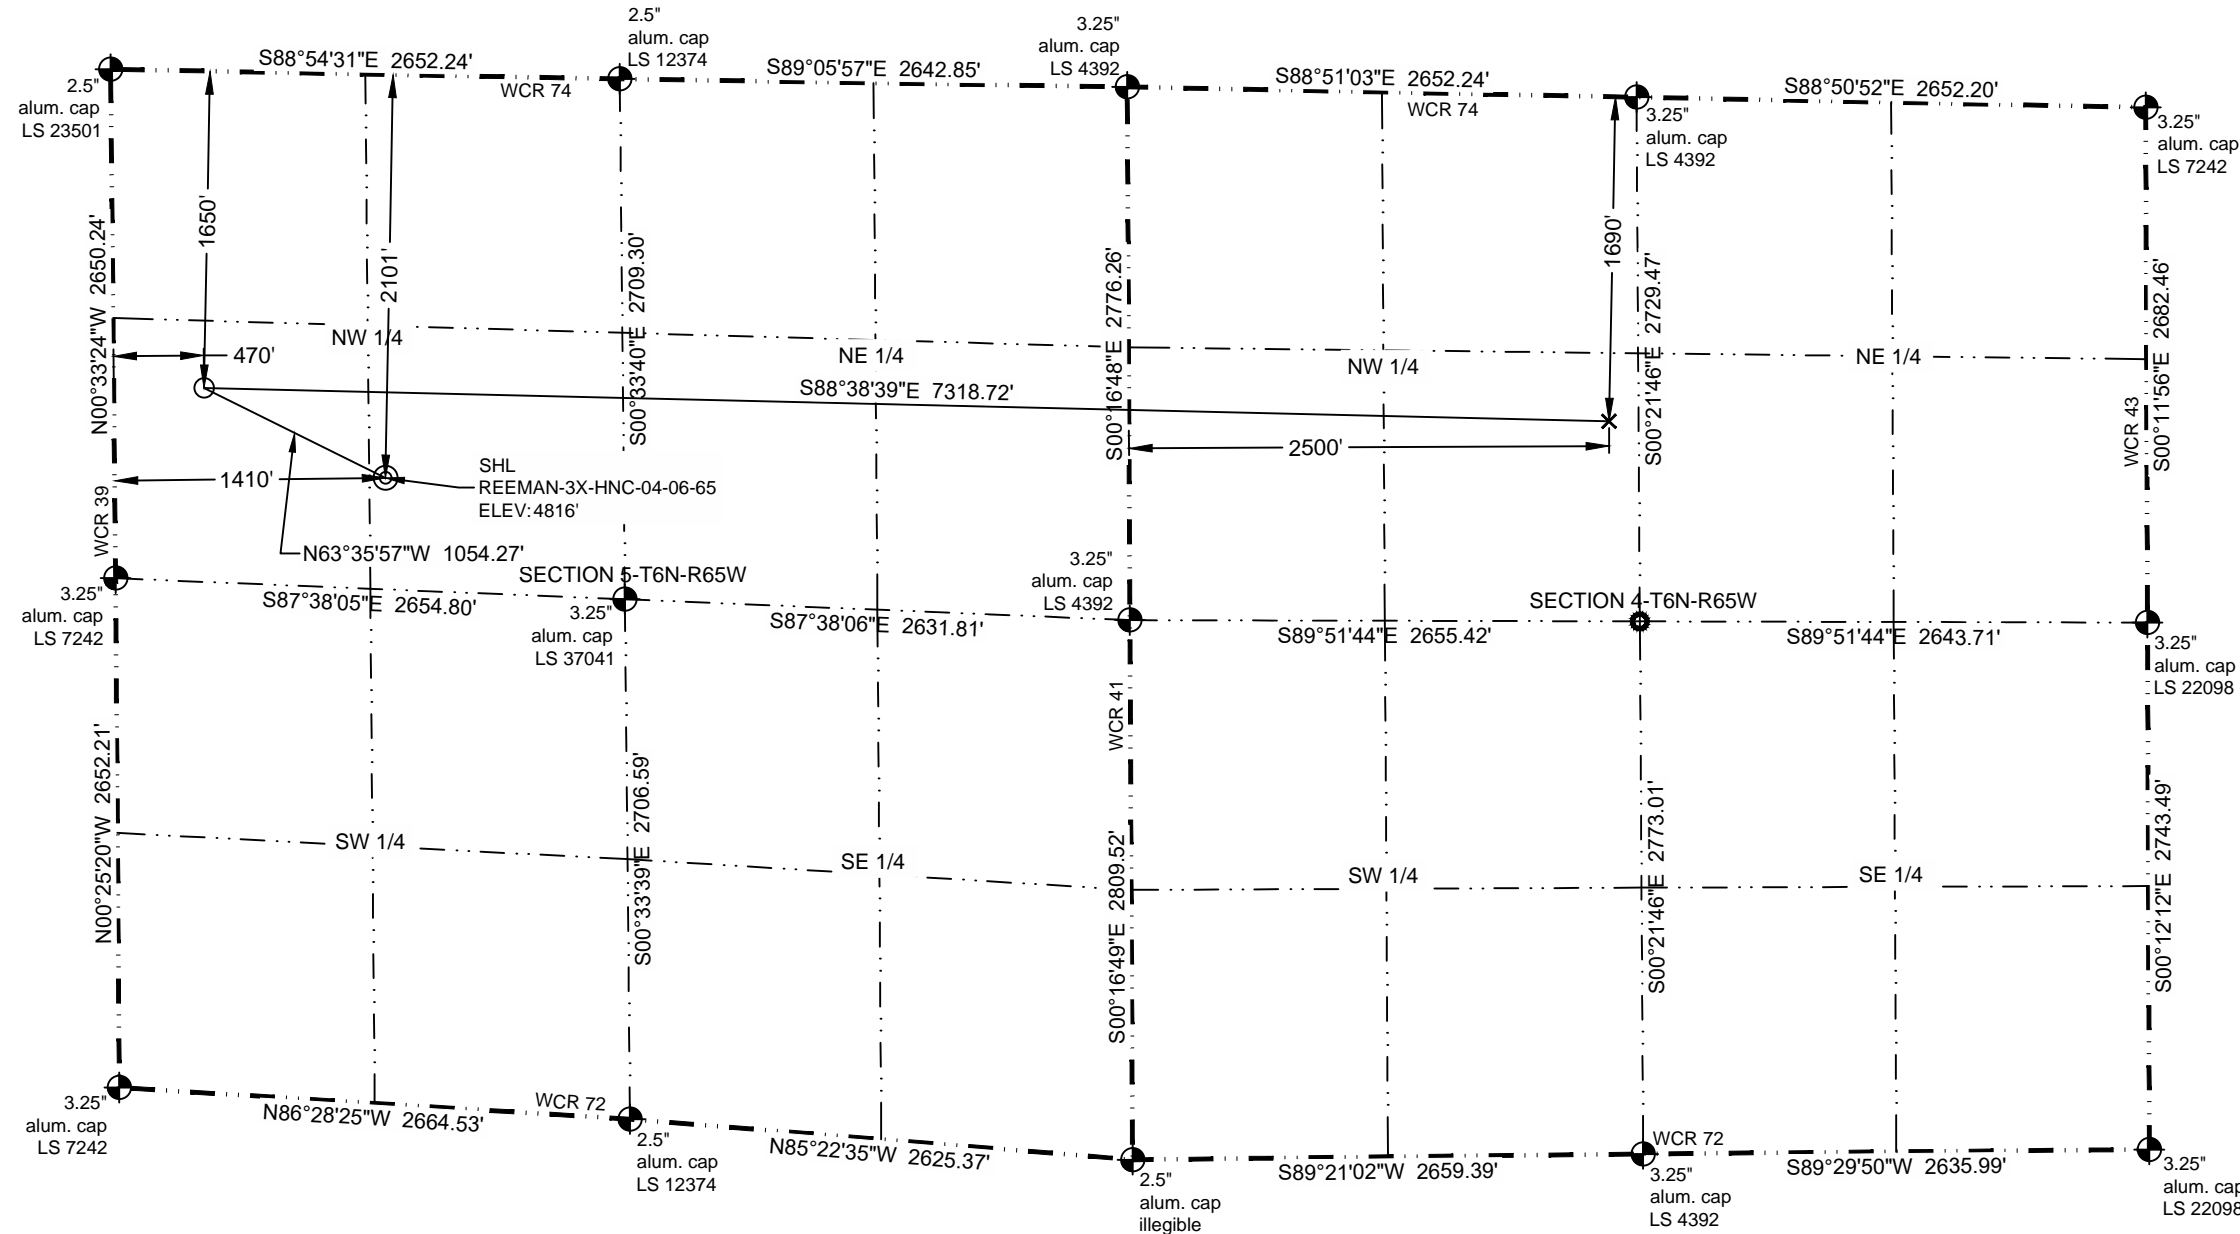 2.5"
alum. cap
LS 12374
3.25"
alum. cap
LS 4392
S88°54'31"E 2652.24'
WCR 74
S89°05'57"E 2642.85'
S88°51'03"E 2652.24'
WCR 74
S88°50'52"E 2652.20'
2.5"
alum. cap
LS 23501
3.25"
alum. cap
LS 4392
3.25"
alum. cap
LS 7242
1650'
2101'
1690'
N00°33'24"W 2650.24'
S00°33'40"E 2709.30'
S00°16'48"E 2776.26'
S00°21'46"E 2729.47'
S00°11'56"E 2682.46'
NW 1/4
NE 1/4
NW 1/4
NE 1/4
470'
S88°38'39"E 7318.72'
2500'
1410'
SHL
REEMAN-3X-HNC-04-06-65
ELEV:4816'
WCR 39
WCR 43
N63°35'57"W 1054.27'
SECTION 5-T6N-R65W
3.25"
alum. cap
LS 4392
SECTION 4-T6N-R65W
3.25"
alum. cap
LS 7242
S87°38'05"E 2654.80'
3.25"
alum. cap
LS 37041
S87°38'06"E 2631.81'
S89°51'44"E 2655.42'
S89°51'44"E 2643.71'
3.25"
alum. cap
LS 22098
WCR 41
N00°25'20"W 2652.21'
S00°33'39"E 2706.59'
S00°16'49"E 2809.52'
S00°21'46"E 2773.01'
S00°12'12"E 2743.49'
SW 1/4
SE 1/4
SW 1/4
SE 1/4
3.25"
alum. cap
LS 7242
N86°28'25"W 2664.53'
WCR 72
2.5"
alum. cap
LS 12374
N85°22'35"W 2625.37'
2.5"
alum. cap
illegible
S89°21'02"W 2659.39'
WCR 72
3.25"
alum. cap
LS 4392
S89°29'50"W 2635.99'
3.25"
alum. cap
LS 22098